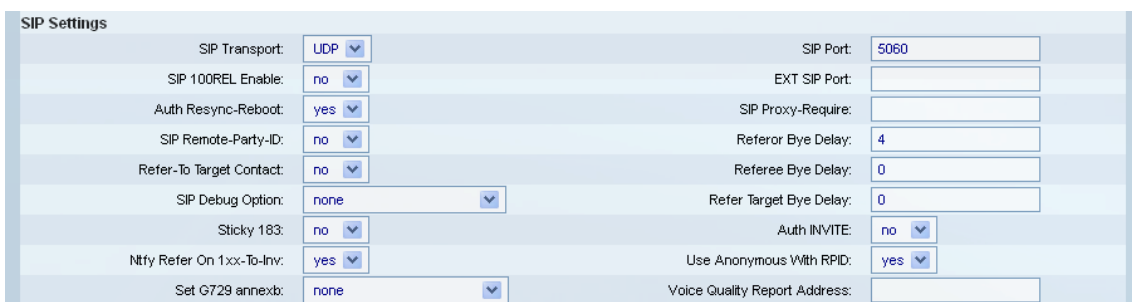 SIP Settings
SIP Transport: UDP SIP Port: 5060
SIP 100REL Enable: no EXT SIP Port:
Auth Resync-Reboot: yes SIP Proxy-Require:
SIP Remote-Party-ID: no Referor Bye Delay: 4
Refer-To Target Contact: no Referee Bye Delay: 0
SIP Debug Option: none Refer Target Bye Delay: 0
Sticky 183: no Auth INVITE: no
Ntfy Refer On 1xx-To-Inv: yes Use Anonymous With RPID: yes
Set G729 annexb: none Voice Quality Report Address: